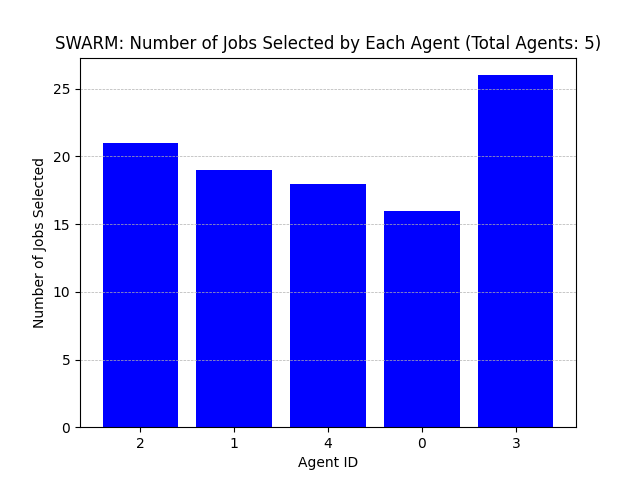 SWARM: Number of Jobs Selected by Each Agent (Total Agents: 5)
Number of Jobs Selected
25
20
15
10
5
0
2 1 4 0 3
Agent ID